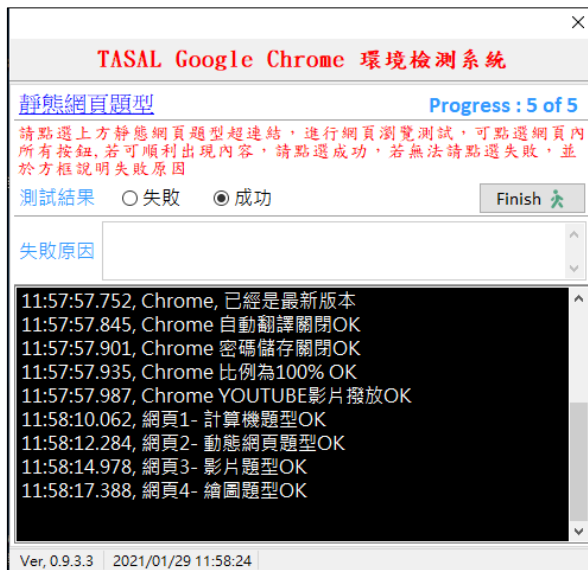 TASAL Google Chrome 環境檢測系統
靜態網頁題型
Progress : 5 of 5
請點選上方靜態網頁題型超連結，進行網頁瀏覽測試，可點選網頁內
所有按鈕,若可順利出現內容，請點選成功，若無法請點選失敗，並
於方框說明失敗原因
測試結果 失敗 成功 Finish
失敗原因
11:57:57.752, Chrome, 已經是最新版本
11:57:57.845, Chrome 自動翻譯關閉OK
11:57:57.901, Chrome 密碼儲存關閉OK
11:57:57.935, Chrome 比例為100% OK
11:57:57.987, Chrome YOUTUBE影片撥放OK
11:58:10.062, 網頁1- 計算機題型OK
11:58:12.284, 網頁2- 動態網頁題型OK
11:58:14.978, 網頁3- 影片題型OK
11:58:17.388, 網頁4- 繪圖題型OK
Ver, 0.9.3.3 2021/01/29 11:58:24